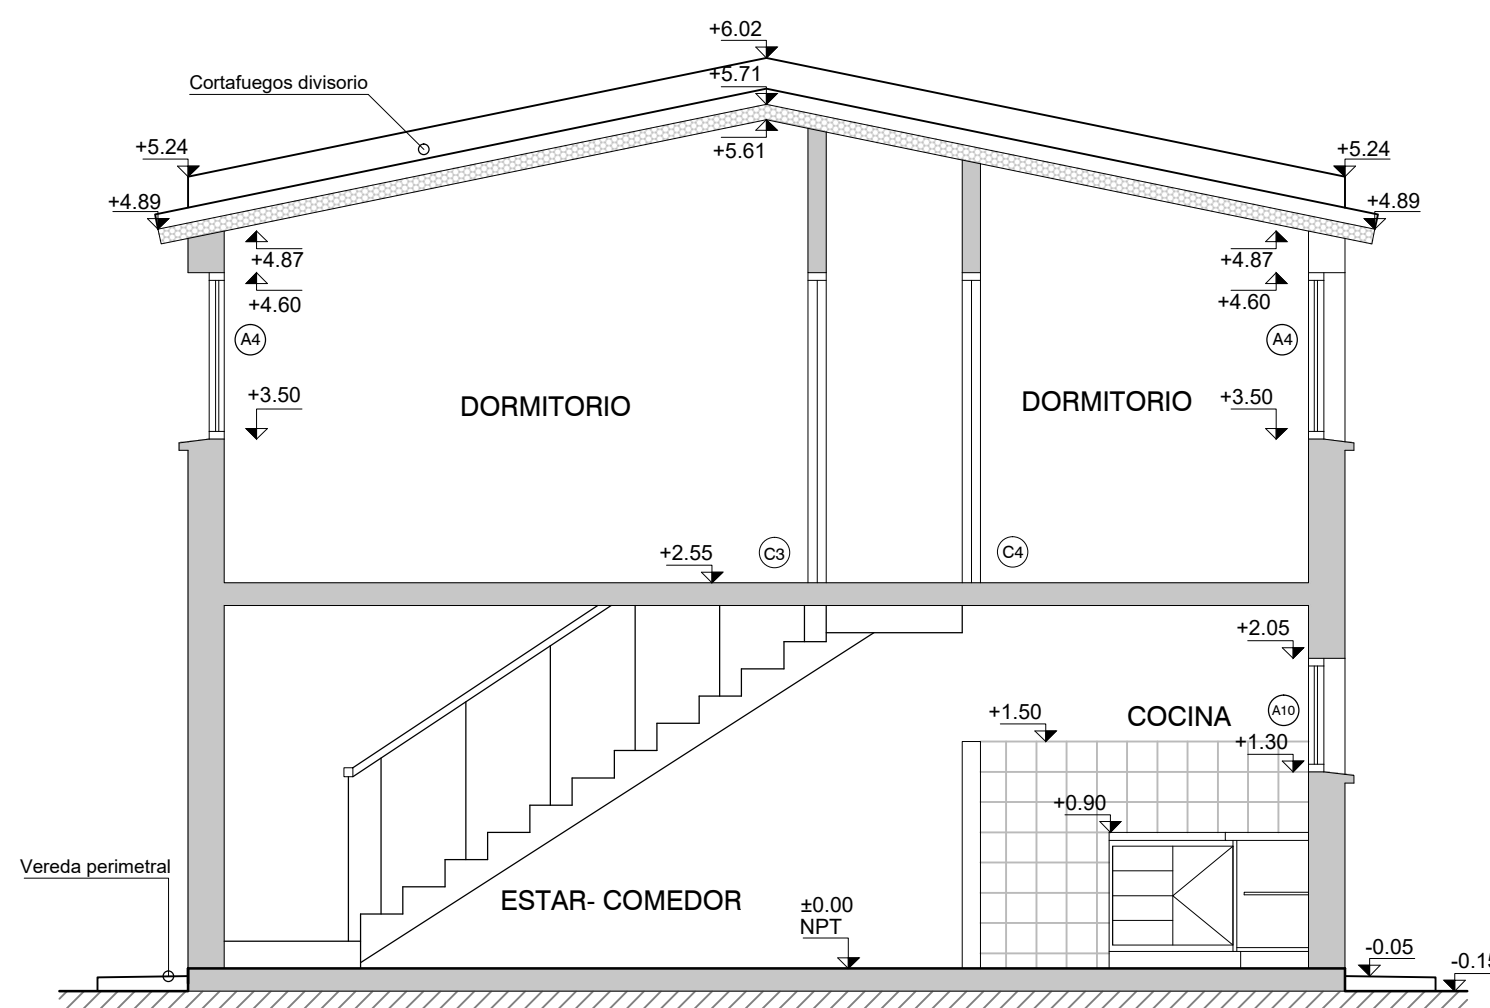 +6.02
Cortafuegos divisorio
+5.71
+5.24
+5.61
+5.24
+4.89
+4.89
+4.87
+4.87
+4.60
+4.60
A4
A4
+3.50
+3.50
DORMITORIO
DORMITORIO
+2.55
C3
C4
+2.05
+1.50
COCINA
A10
+1.30
+0.90
Vereda perimetral
ESTAR- COMEDOR
±0.00
NPT
-0.05
-0.15